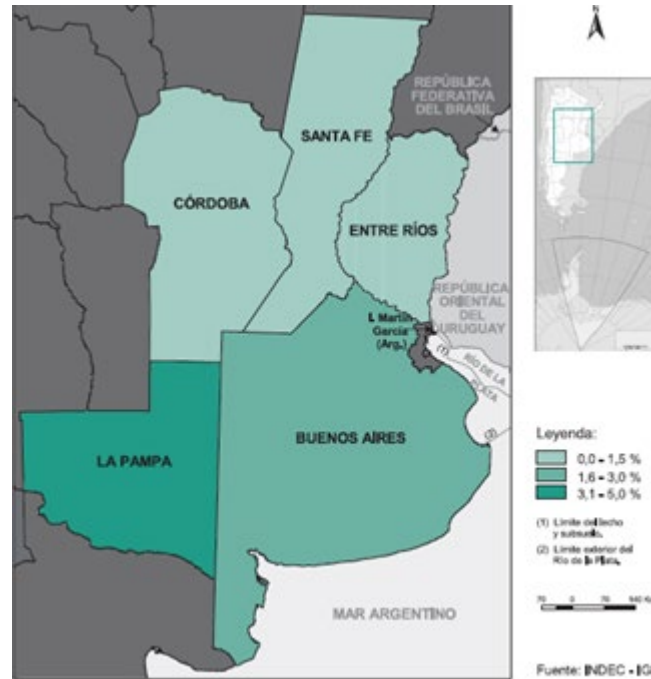 N
REPÚBLICA
FEDERATIVA
DEL BRASIL
SANTA FE
CÓRDOBA
ENTRE RÍOS
REPÚBLICA
ORIENTAL
DEL
URUGUAY
I. Martín
García
(Arg.)
(1)
RÍO DE LA
PLATA
(2)
BUENOS AIRES
LA PAMPA
MAR ARGENTINO
Leyenda:
0,0 - 1,5 %
1,6 - 3,0 %
3,1 - 5,0 %
(1) Límite del lecho
y subsuelo.
(2) Límite exterior del
Río de la Plata.
70 0 70
Fuente: INDEC - IG